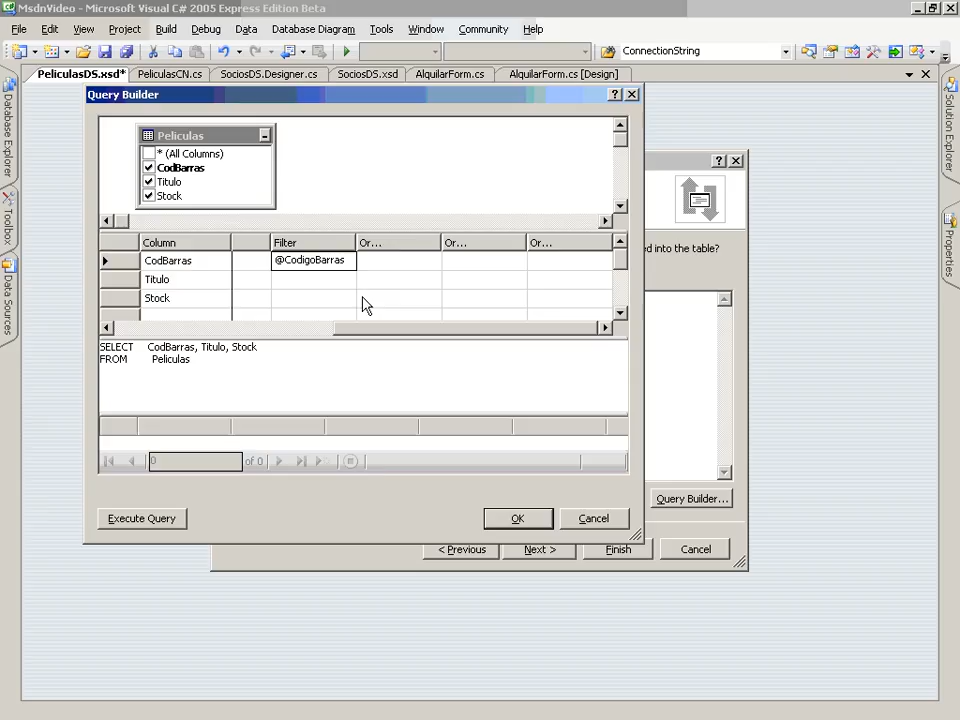 MsdnVideo - Microsoft Visual C# 2005 Express Edition Beta
File Edit View Project Build Debug Data Database Diagram Tools Window Community Help
ConnectionString
PeliculasDS.xsd* PeliculasCN.cs SociosDS.Designer.cs SociosDS.xsd AlquilarForm.cs AlquilarForm.cs [Design]
Database Explorer
Toolbox
Data Sources
Solution Explorer
Properties
Query Builder
Peliculas
* (All Columns)
CodBarras
Titulo
Stock
ed into the table?
Column Filter Or... Or... Or...
CodBarras @CodigoBarras
Titulo
Stock
SELECT CodBarras, Titulo, Stock
FROM Peliculas
0 of 0
Query Builder...
Execute Query OK Cancel
< Previous Next > Finish Cancel